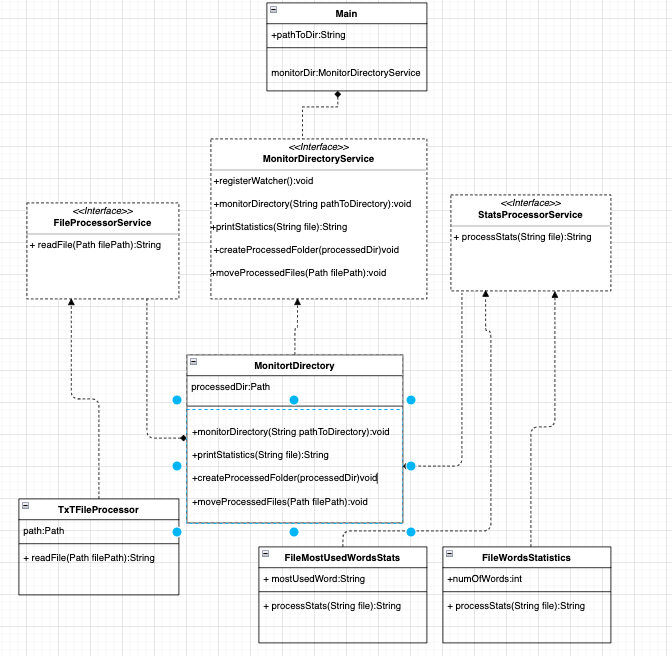 Main
+pathToDir:String
monitorDir:MonitorDirectoryService
<<Interface>>
MonitorDirectoryService
+registerWatcher():void
+monitorDirectory(String pathToDirectory):void
+printStatistics(String file):String
+createProcessedFolder(processedDir)void
+moveProcessedFiles(Path filePath):void
<<Interface>>
FileProcessorService
+ readFile(Path filePath):String
<<Interface>>
StatsProcessorService
+ processStats(String file):String
MonitortDirectory
processedDir:Path
+monitorDirectory(String pathToDirectory):void
+printStatistics(String file):String
+createProcessedFolder(processedDir)void
+moveProcessedFiles(Path filePath):void
TxTFileProcessor
path:Path
+ readFile(Path filePath):String
FileMostUsedWordsStats
+ mostUsedWord:String
+ processStats(String file):String
FileWordsStatistics
+numOfWords:int
+ processStats(String file):String